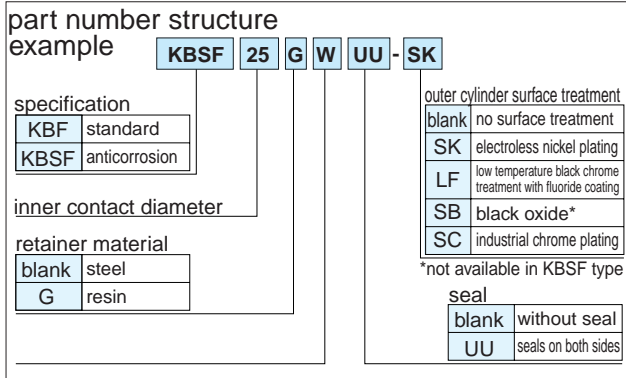 part number structure
example
KBSF 25 G W UU - SK
specification
KBF standard
KBSF anticorrosion
inner contact diameter
retainer material
blank steel
G resin
outer cylinder surface treatment
blank no surface treatment
SK electroless nickel plating
LF low temperature black chrome
treatment with fluoride coating
SB black oxide*
SC industrial chrome plating
*not available in KBSF type
seal
blank without seal
UU seals on both sides